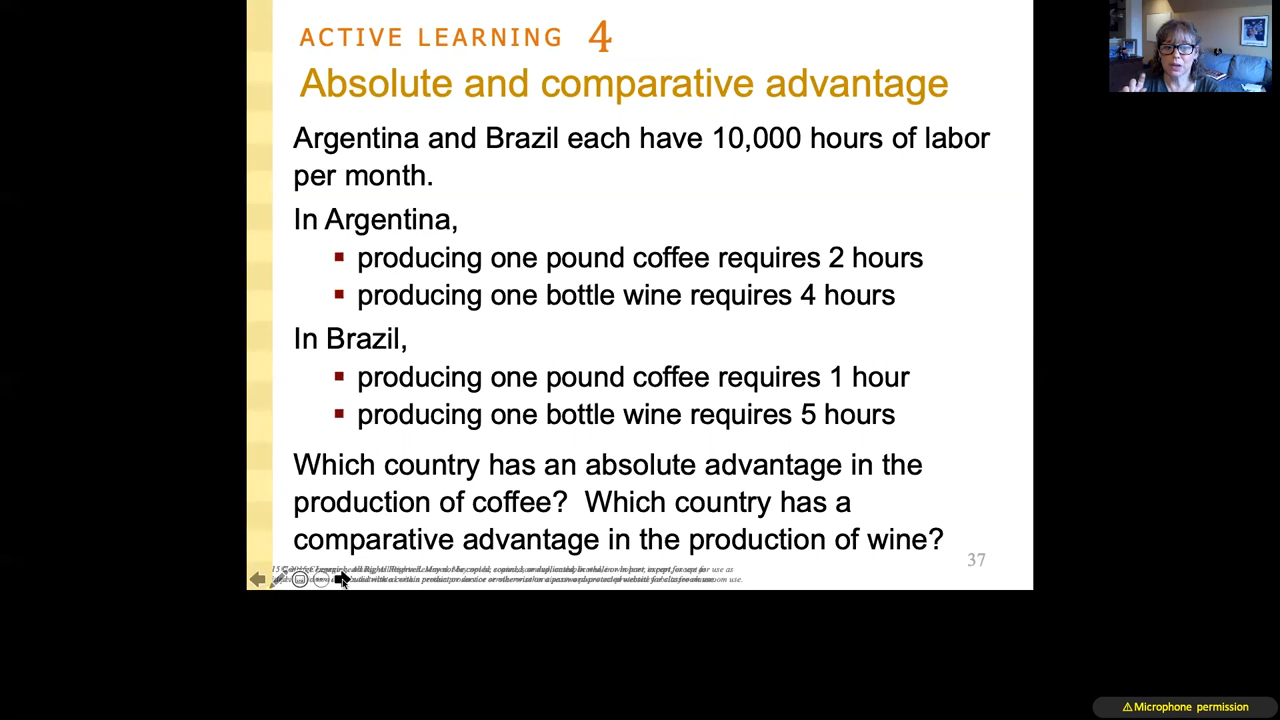 ACTIVE LEARNING 4
Absolute and comparative advantage
Argentina and Brazil each have 10,000 hours of labor
per month.
In Argentina,
▪ producing one pound coffee requires 2 hours
▪ producing one bottle wine requires 4 hours
In Brazil,
▪ producing one pound coffee requires 1 hour
▪ producing one bottle wine requires 5 hours
Which country has an absolute advantage in the
production of coffee? Which country has a
comparative advantage in the production of wine?
37
⚠Microphone permission